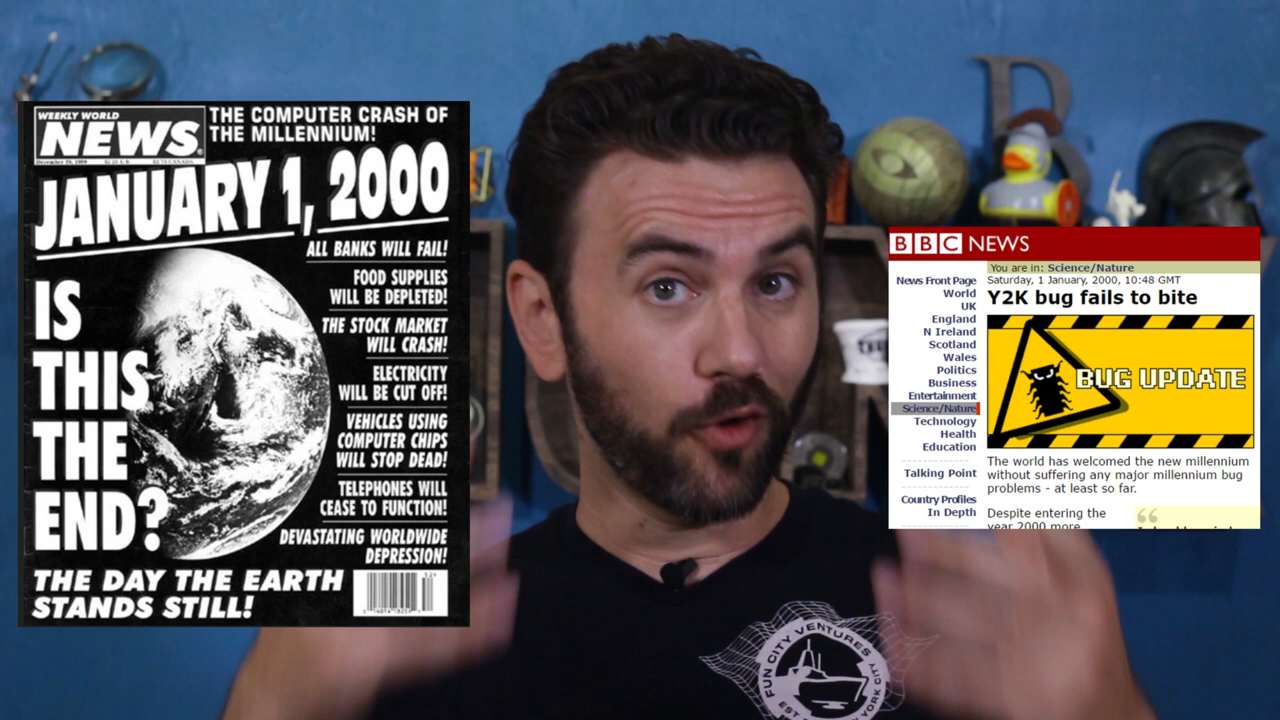 WEEKLY WORLD
NEWS
THE COMPUTER CRASH OF
THE MILLENNIUM!
JANUARY 1, 2000
IS
THIS
THE
END?
ALL BANKS WILL FAIL!
FOOD SUPPLIES
WILL BE DEPLETED!
THE STOCK MARKET
WILL CRASH!
ELECTRICITY
WILL BE CUT OFF!
VEHICLES USING
COMPUTER CHIPS
WILL STOP DEAD!
TELEPHONES WILL
CEASE TO FUNCTION!
DEVASTATING WORLDWIDE
DEPRESSION!
THE DAY THE EARTH
STANDS STILL!
BBC NEWS
You are in: Science/Nature
News Front Page
World
UK
England
N Ireland
Scotland
Wales
Politics
Business
Entertainment
Science/Nature
Technology
Health
Education
Talking Point
Country Profiles
In Depth
Saturday, 1 January, 2000, 10:48 GMT
Y2K bug fails to bite
BUG UPDATE
The world has welcomed the new millennium
without suffering any major millennium bug
problems - at least so far.
Despite entering the
year 2000 more
FUN CITY VENTURES